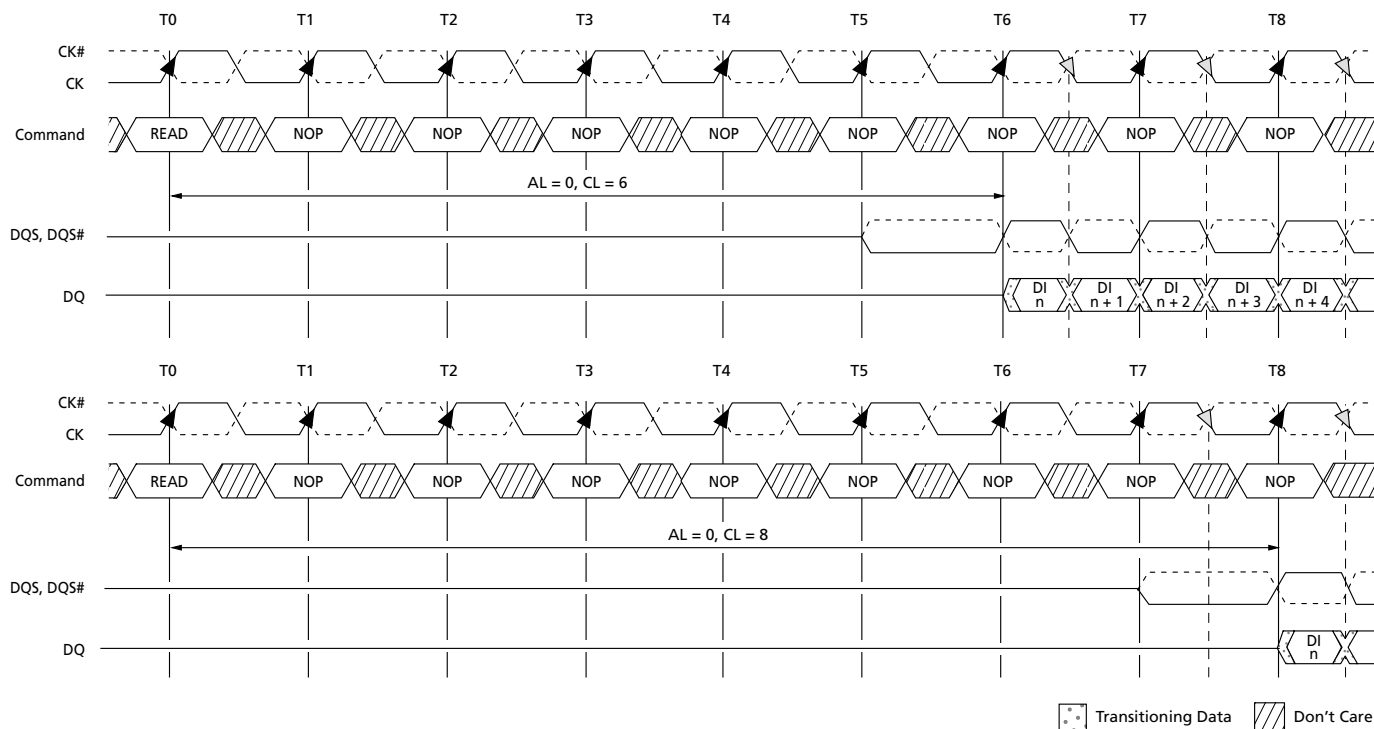 T0 T1 T2 T3 T4 T5 T6 T7 T8
CK#
CK
Command READ NOP NOP NOP NOP NOP NOP NOP NOP
AL = 0, CL = 6
DQS, DQS#
DQ DI n DI n + 1 DI n + 2 DI n + 3 DI n + 4
T0 T1 T2 T3 T4 T5 T6 T7 T8
CK#
CK
Command READ NOP NOP NOP NOP NOP NOP NOP NOP
AL = 0, CL = 8
DQS, DQS#
DQ DI n
Transitioning Data Don't Care